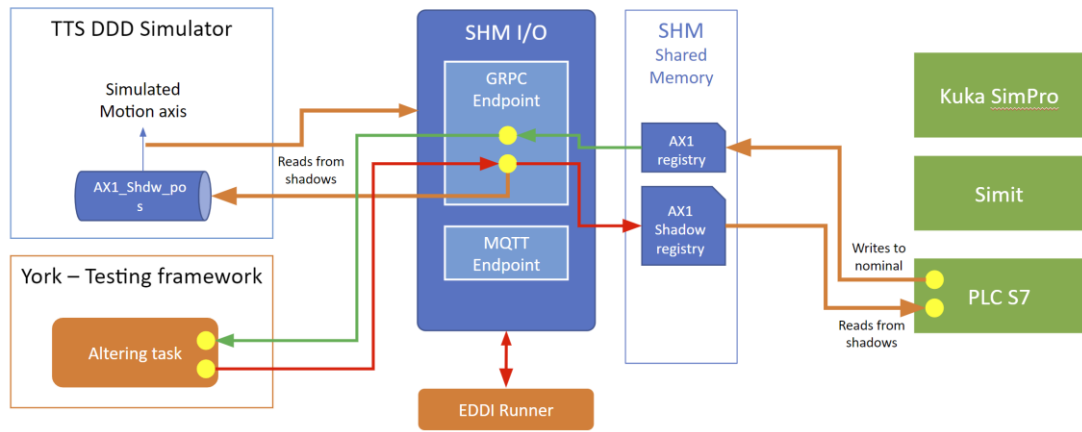 TTS DDD Simulator
Simulated
Motion axis
AX1_Shdw_po
s
Reads from
shadows
York – Testing framework
Altering task
SHM I/O
GRPC
Endpoint
MQTT
Endpoint
EDDI Runner
SHM
Shared
Memory
AX1
registry
AX1
Shadow
registry
Writes to
nominal
Reads from
shadows
Kuka SimPro
Simit
PLC S7